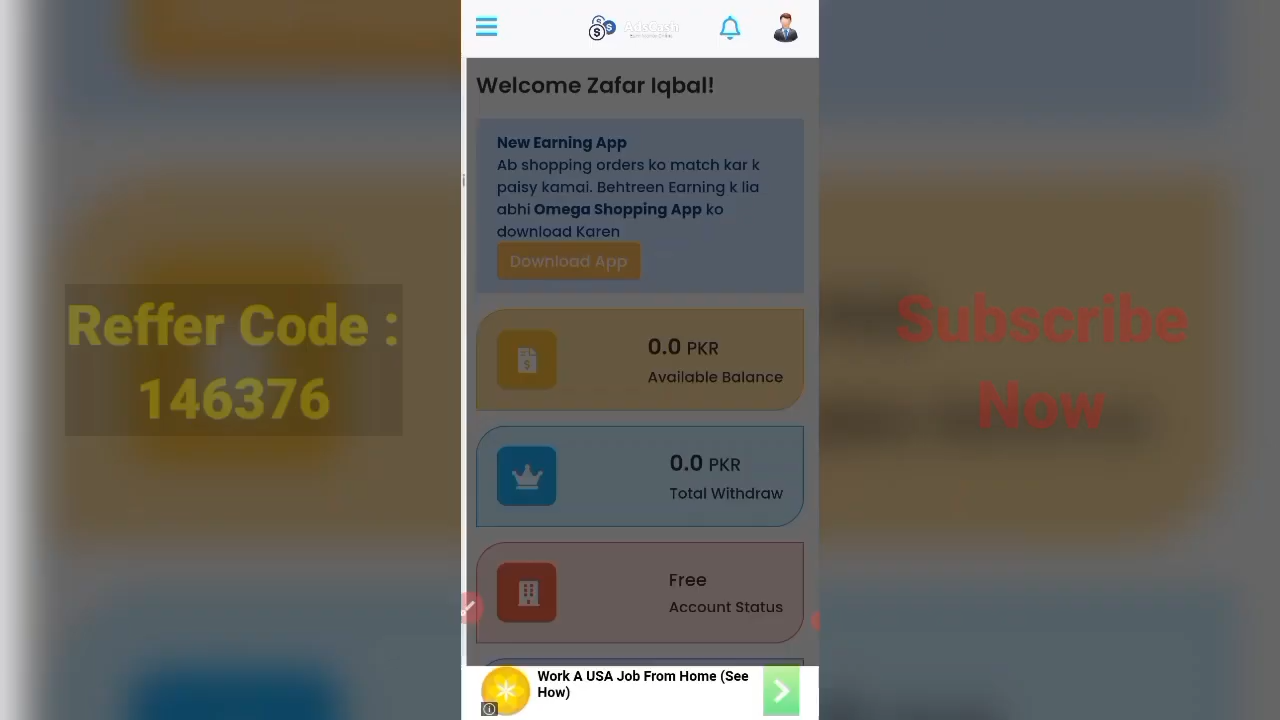 AdsCash
Welcome Zafar Iqbal!
New Earning App
Ab shopping orders ko match kar k
paisy kamai. Behtreen Earning k lia
abhi Omega Shopping App ko
download Karen
Download App
Reffer Code :
146376
Subscribe
Now
0.0 PKR
Available Balance
0.0 PKR
Total Withdraw
Free
Account Status
Work A USA Job From Home (See
How)